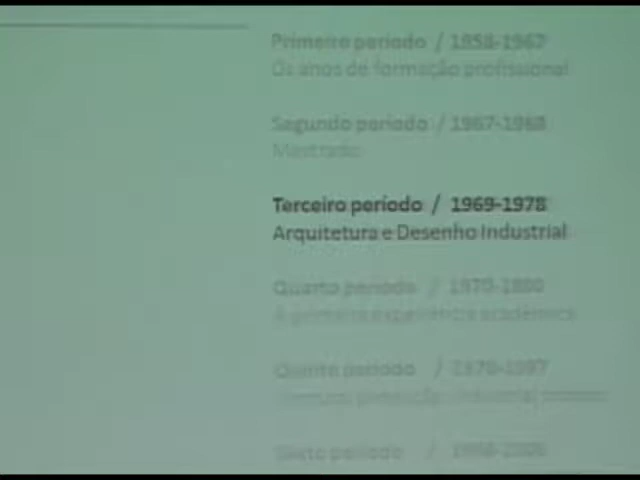 Primeiro período / 1958-1967
Os anos de formação profissional
Segundo período / 1967-1968
Mestrado
Terceiro período / 1969-1978
Arquitetura e Desenho Industrial
Quarto período /
A primeira experiência acadêmica
Quinto período /
Sexto período /